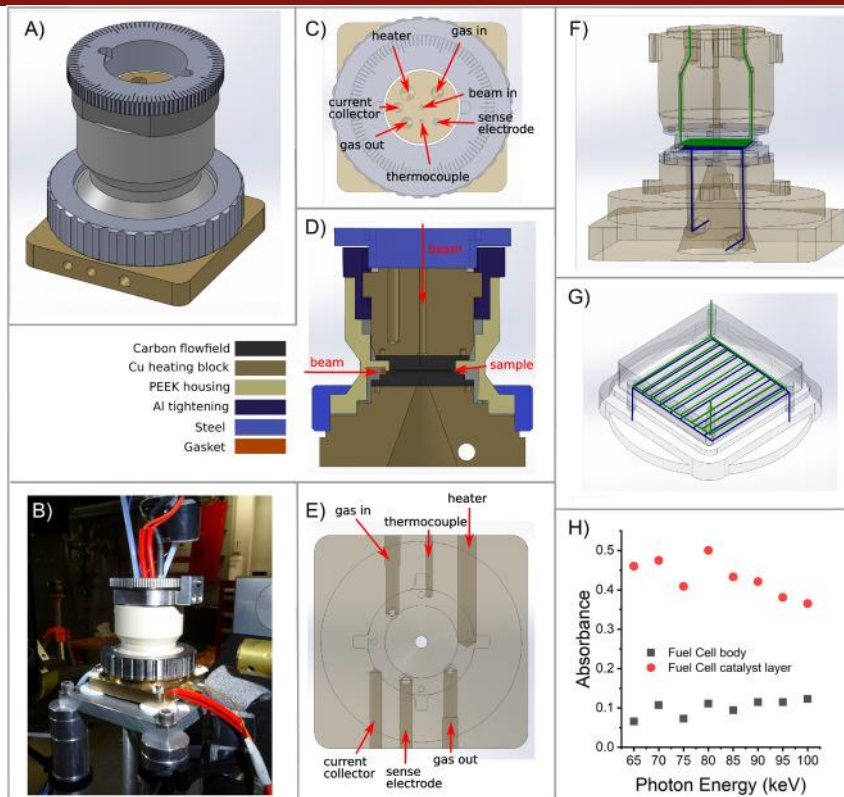 A)
C)
heater
gas in
beam in
current
collector
sense
electrode
gas out
thermocouple
F)
D)
beam
beam
sample
Carbon flowfield
Cu heating block
PEEK housing
Al tightening
Steel
Gasket
G)
B)
E)
gas in
thermocouple
heater
current
collector
sense
electrode
gas out
H)
Absorbance
0.5
0.4
0.3
0.2
0.1
0.0
Fuel Cell body
Fuel Cell catalyst layer
65 70 75 80 85 90 95 100
Photon Energy (keV)